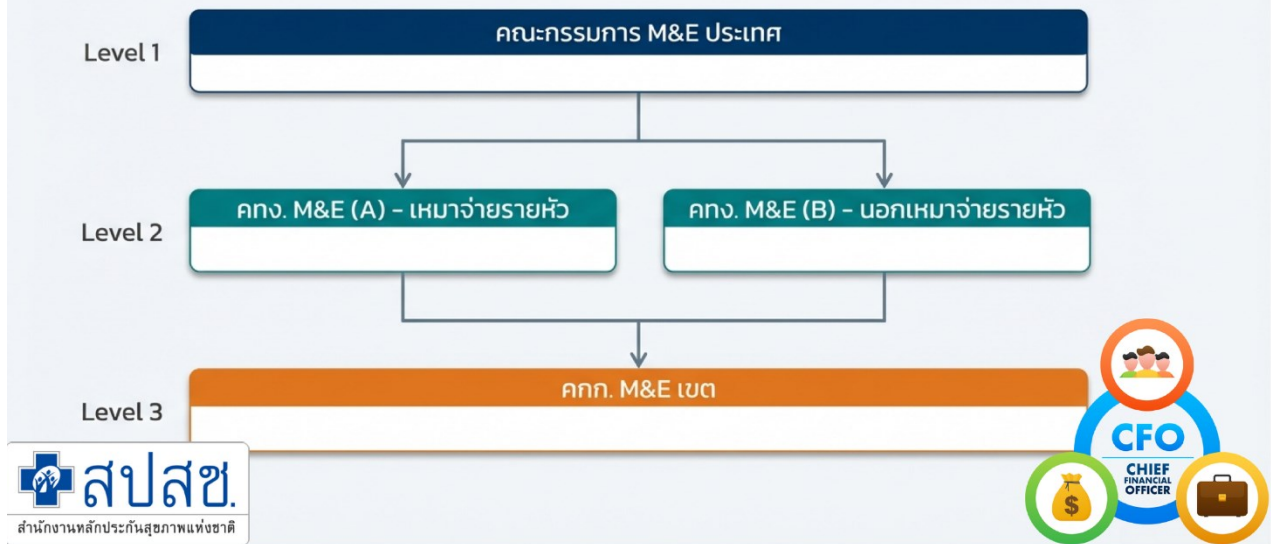 Level 1
คณะกรรมการ M&E ประเทศ
Level 2
คทง. M&E (A) - เหมาจ่ายรายหัว
คทง. M&E (B) - นอกเหมาจ่ายรายหัว
Level 3
คกก. M&E เขต
สปสช.
สำนักงานหลักประกันสุขภาพแห่งชาติ
CFO
CHIEF
FINANCIAL
OFFICER
$